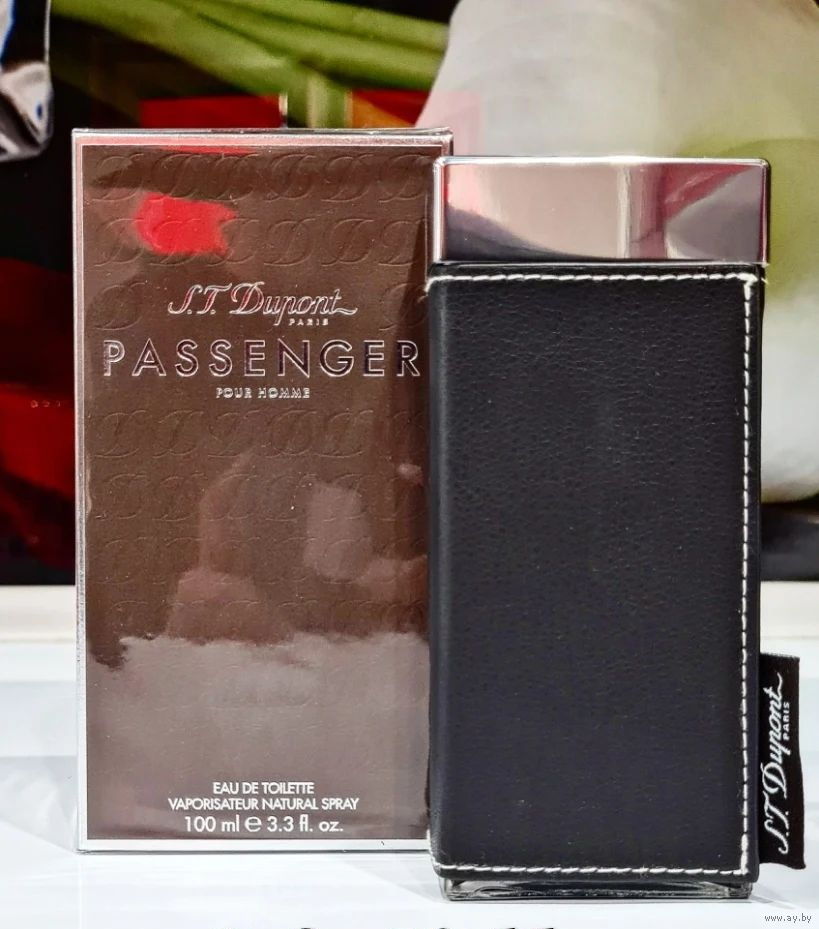 S.T. Dupont
PARIS
PASSENGER
POUR HOMME
EAU DE TOILETTE
VAPORISATEUR NATURAL SPRAY
100 ml ℮ 3.3 fl. oz.
S.T. Dupont
PARIS
www.ay.by